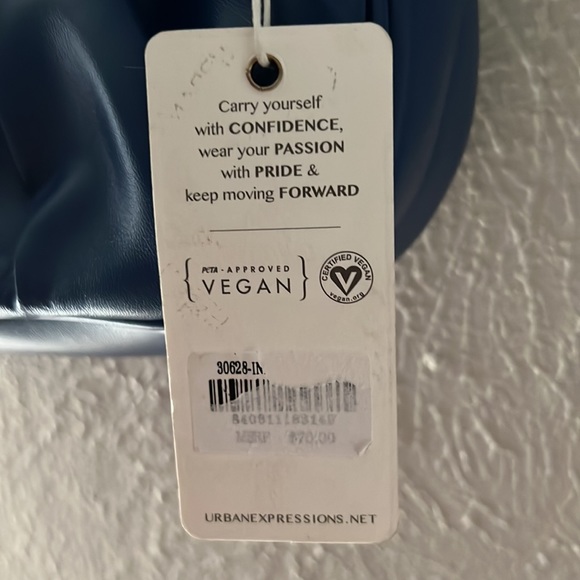 Carry yourself
with CONFIDENCE,
wear your PASSION
with PRIDE &
keep moving FORWARD
PETA - APPROVED
VEGAN
CERTIFIED VEGAN
vegan.org
30628-IN
MSRP $70.00
URBANEXPRESSIONS.NET